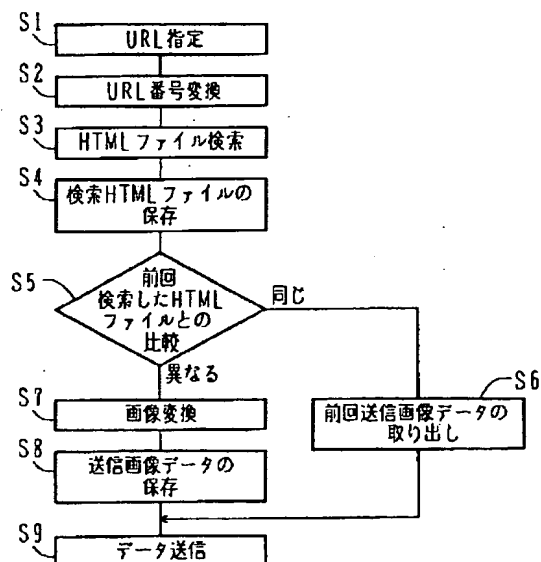 S1
URL指定
S2
URL番号変換
S3
HTMLファイル検索
S4
検索HTMLファイルの
保存
S5
前回
検索したHTML
ファイルとの
比較
同じ
異なる
S6
前回送信画像データの
取り出し
S7
画像変換
S8
送信画像データの
保存
S9
データ送信